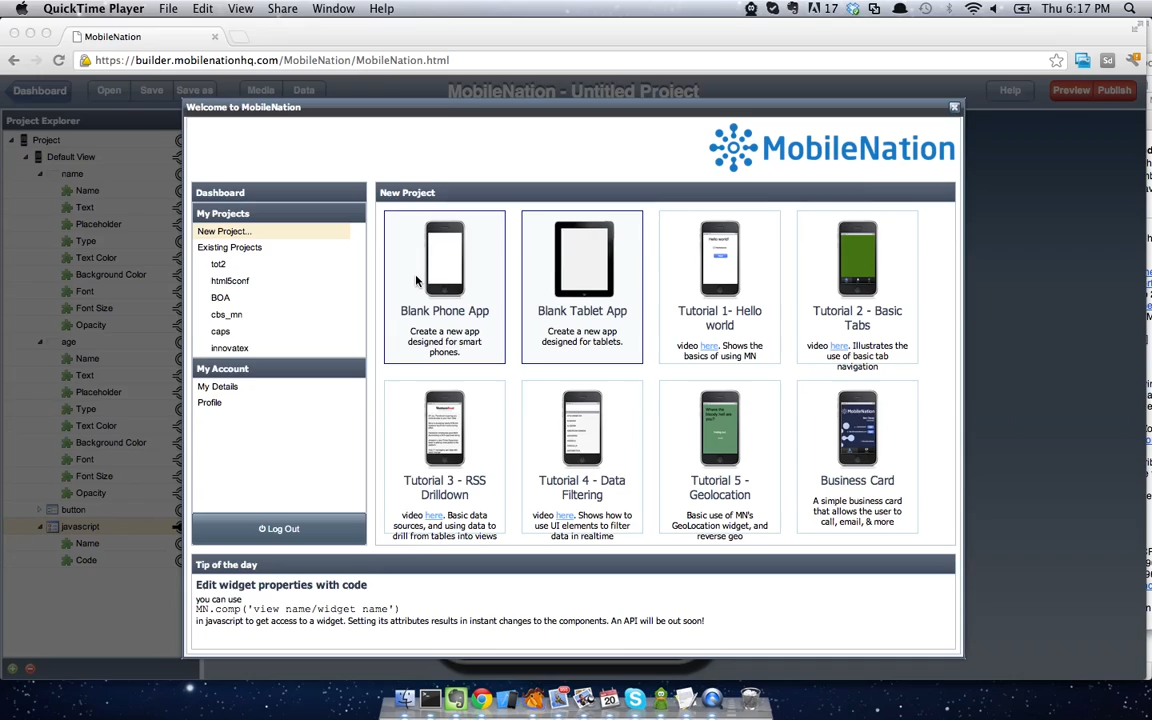 QuickTime Player File Edit View Share Window Help
17 Thu 6:17 PM
MobileNation
https://builder.mobilenationhq.com/MobileNation/MobileNation.html
Dashboard Open Save Save as Media Data MobileNation - Untitled Project Help Preview Publish
Project Explorer
Project
Default View
name
Name
Text
Placeholder
Type
Text Color
Background Color
Font
Font Size
Opacity
age
Name
Text
Placeholder
Type
Text Color
Background Color
Font
Font Size
Opacity
button
javascript
Name
Code
Welcome to MobileNation
MobileNation
Dashboard
My Projects
New Project...
Existing Projects
tot2
html5conf
BOA
cbs_mn
caps
innovatex
My Account
My Details
Profile
Log Out
New Project
Blank Phone App
Create a new app
designed for smart
phones.
Blank Tablet App
Create a new app
designed for tablets.
Hello world!
Tutorial 1- Hello
world
video here. Shows the
basics of using MN
Tutorial 2 - Basic
Tabs
video here. Illustrates the
use of basic tab
navigation
Tutorial 3 - RSS
Drilldown
video here. Basic data
sources, and using data to
drill from tables into views
Tutorial 4 - Data
Filtering
video here. Shows how to
use UI elements to filter
data in realtime
Tutorial 5 -
Geolocation
Basic use of MN's
GeoLocation widget, and
reverse geo
MobileNation
Business Card
A simple business card
that allows the user to
call, email, & more
Tip of the day
Edit widget properties with code
you can use
MN.comp('view name/widget name')
in javascript to get access to a widget. Setting its attributes results in instant changes to the components. An API will be out soon!